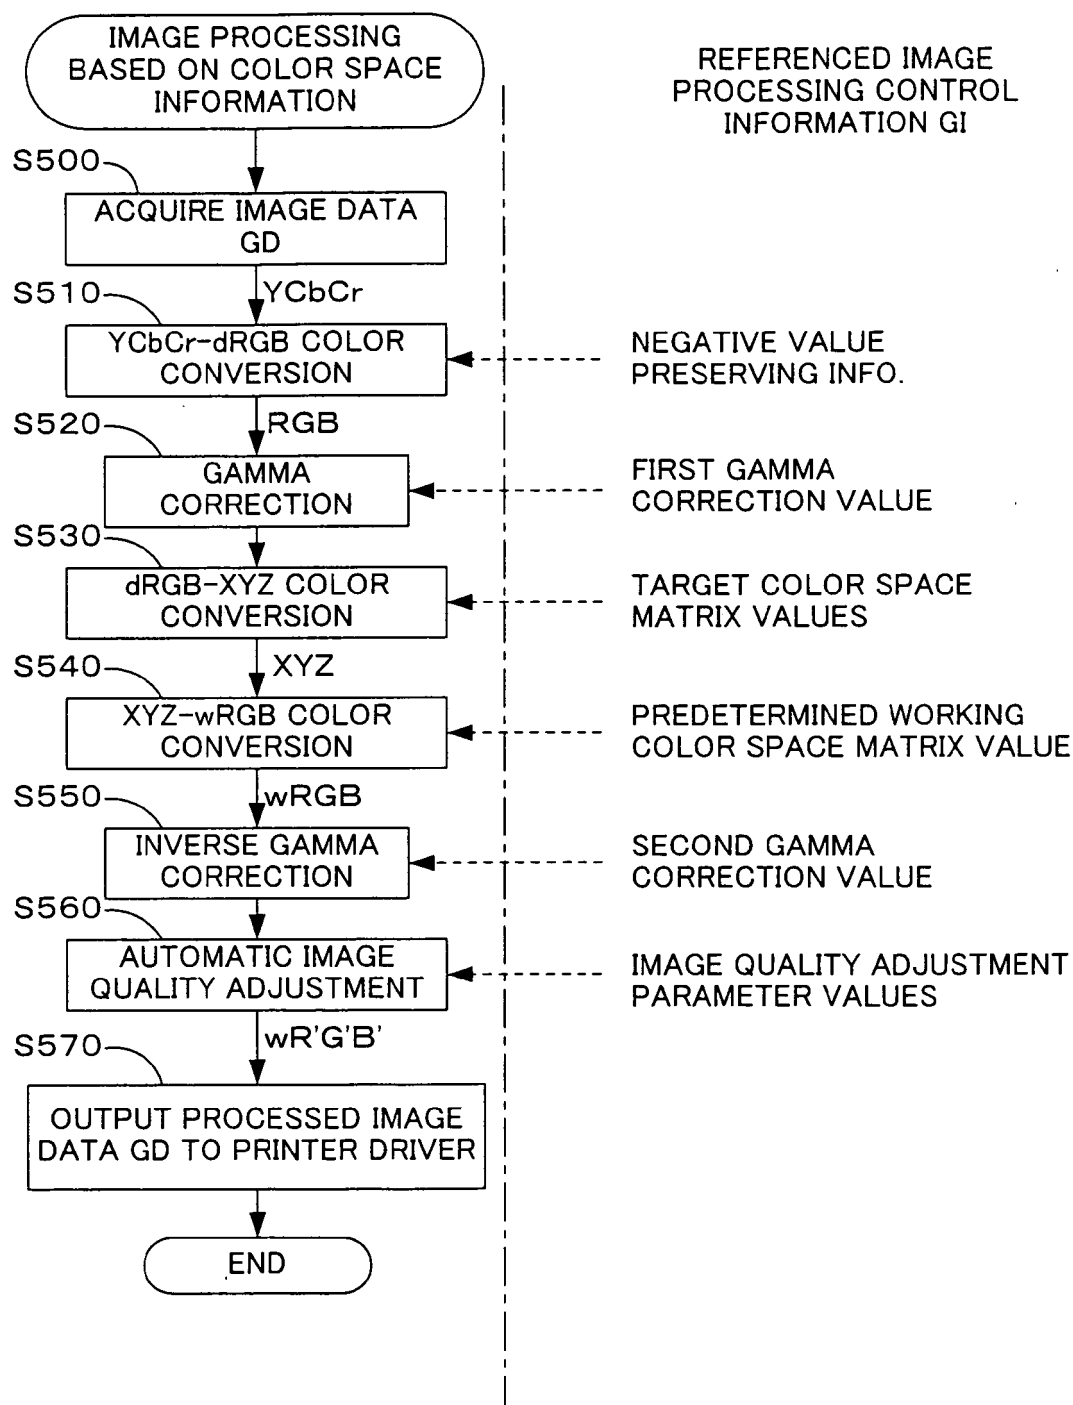 IMAGE PROCESSING
BASED ON COLOR SPACE
INFORMATION
REFERENCED IMAGE
PROCESSING CONTROL
INFORMATION GI
S500
ACQUIRE IMAGE DATA
GD
YCbCr
S510
YCbCr-dRGB COLOR
CONVERSION
NEGATIVE VALUE
PRESERVING INFO.
RGB
S520
GAMMA
CORRECTION
FIRST GAMMA
CORRECTION VALUE
S530
dRGB-XYZ COLOR
CONVERSION
TARGET COLOR SPACE
MATRIX VALUES
XYZ
S540
XYZ-wRGB COLOR
CONVERSION
PREDETERMINED WORKING
COLOR SPACE MATRIX VALUE
wRGB
S550
INVERSE GAMMA
CORRECTION
SECOND GAMMA
CORRECTION VALUE
S560
AUTOMATIC IMAGE
QUALITY ADJUSTMENT
IMAGE QUALITY ADJUSTMENT
PARAMETER VALUES
wR'G'B'
S570
OUTPUT PROCESSED IMAGE
DATA GD TO PRINTER DRIVER
END